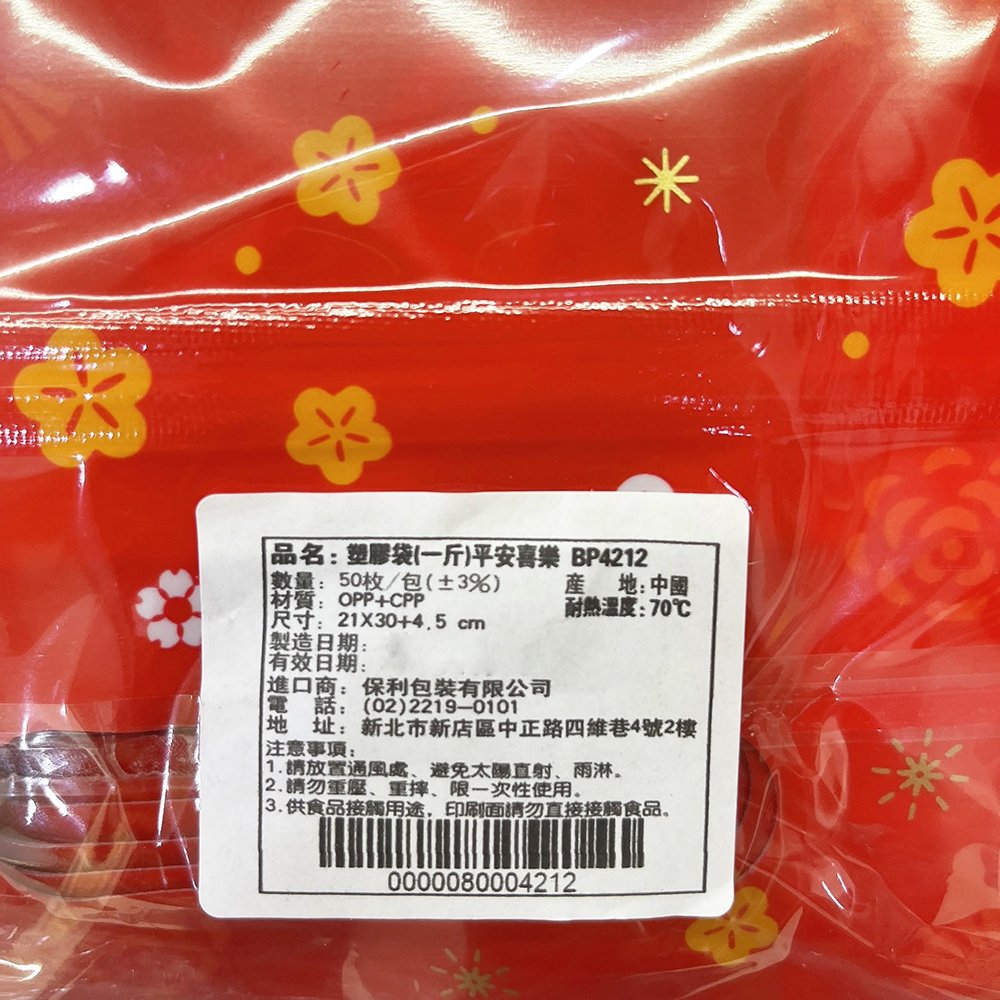 品名：塑膠袋(一斤)平安喜樂 BP4212
數量：50枚／包(±3%) 產　地：中國
材質：OPP+CPP 耐熱溫度：70℃
尺寸：21X30+4.5 cm
製造日期：
有效日期：
進口商：保利包裝有限公司
電　話：(02)2219—0101
地　址：新北市新店區中正路四維巷4號2樓
注意事項：
1.請放置通風處、避免太陽直射、雨淋。
2.請勿重壓、重摔、限一次性使用。
3.供食品接觸用途，印刷面請勿直接接觸食品。
0000080004212